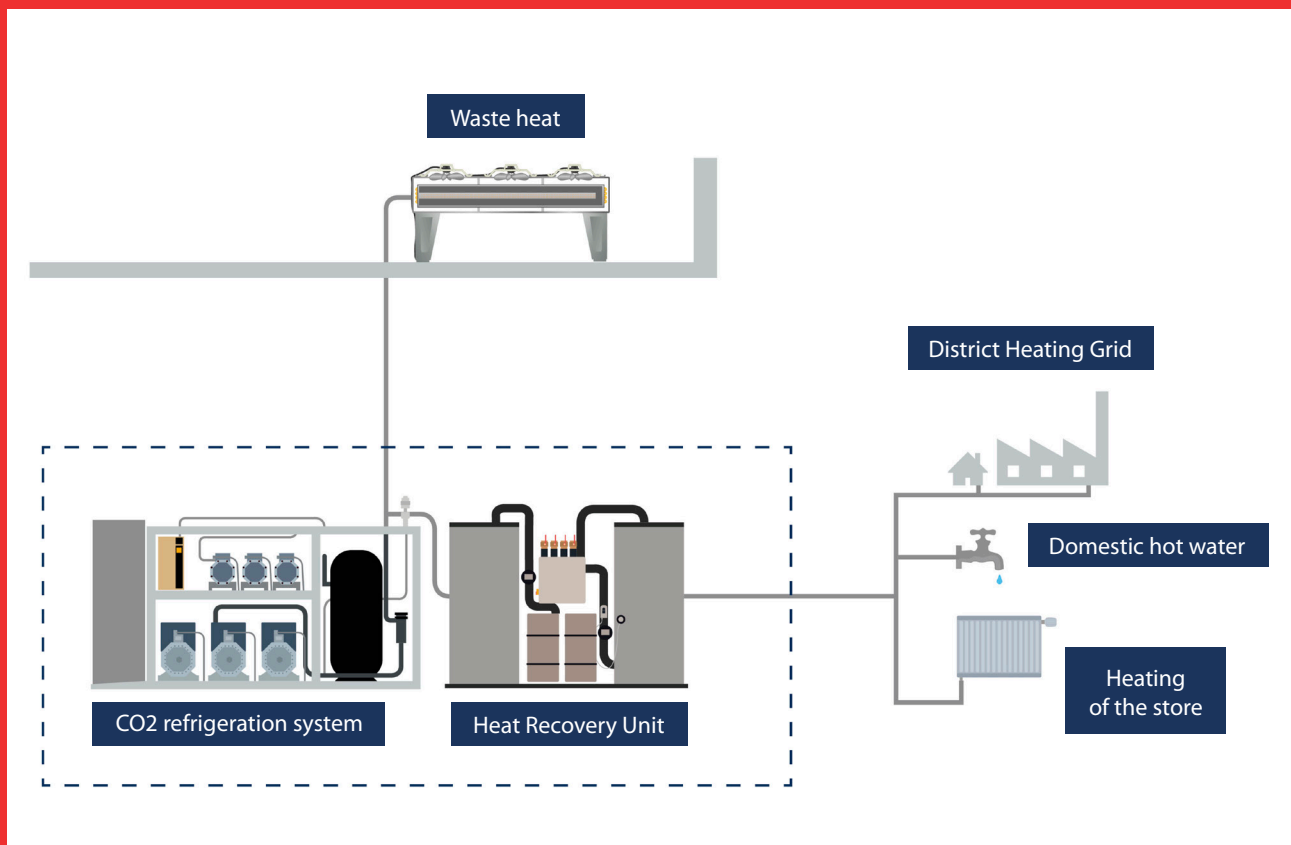 Waste heat
District Heating Grid
Domestic hot water
Heating
of the store
CO2 refrigeration system
Heat Recovery Unit